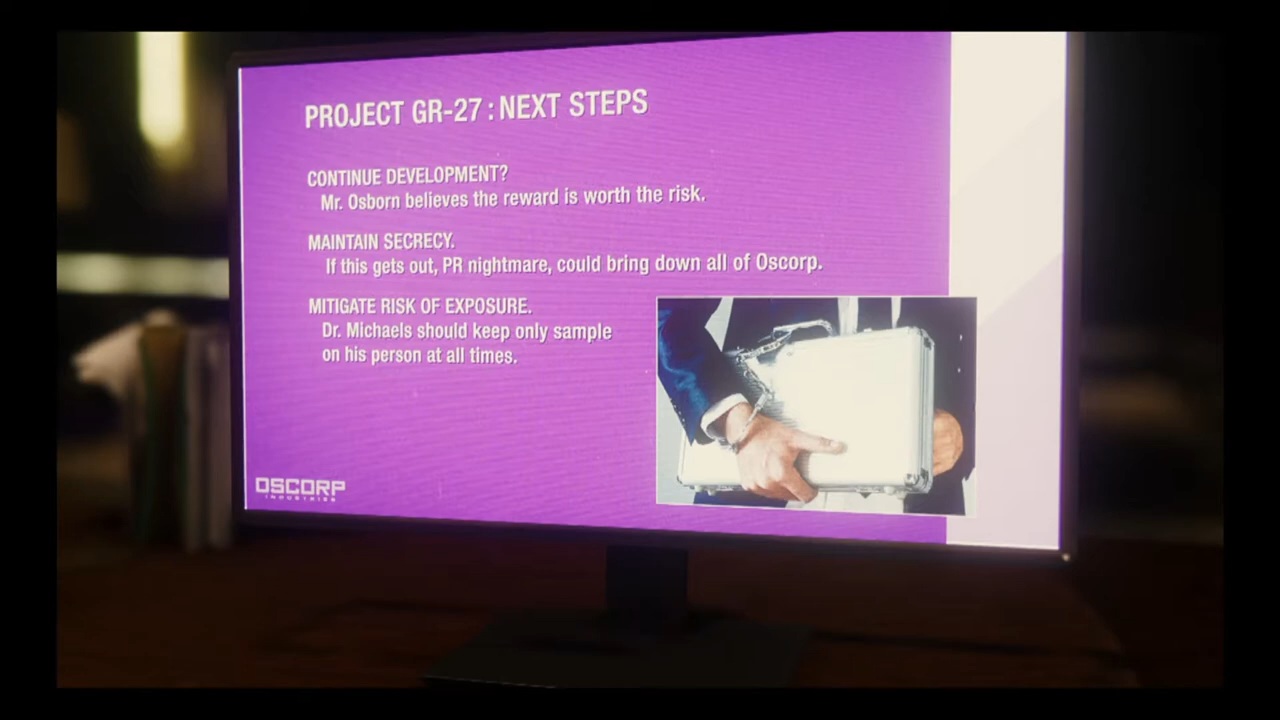 PROJECT GR-27 : NEXT STEPS
CONTINUE DEVELOPMENT?
Mr. Osborn believes the reward is worth the risk.
MAINTAIN SECRECY.
If this gets out, PR nightmare, could bring down all of Oscorp.
MITIGATE RISK OF EXPOSURE.
Dr. Michaels should keep only sample
on his person at all times.
OSCORP
INDUSTRIES